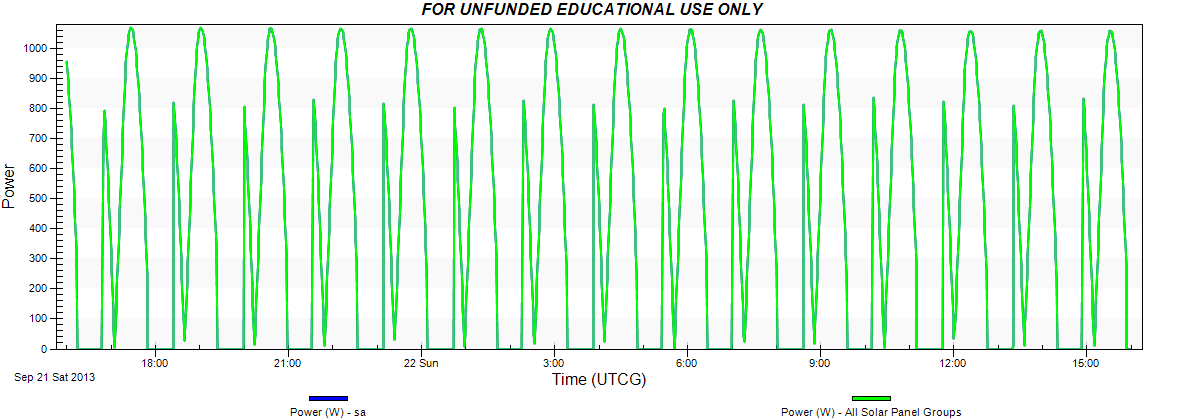 FOR UNFUNDED EDUCATIONAL USE ONLY
Power
1000
900
800
700
600
500
400
300
200
100
0
18:00 21:00 22 Sun 3:00 6:00 9:00 12:00 15:00
Sep 21 Sat 2013
Time (UTCG)
Power (W) - sa
Power (W) - All Solar Panel Groups